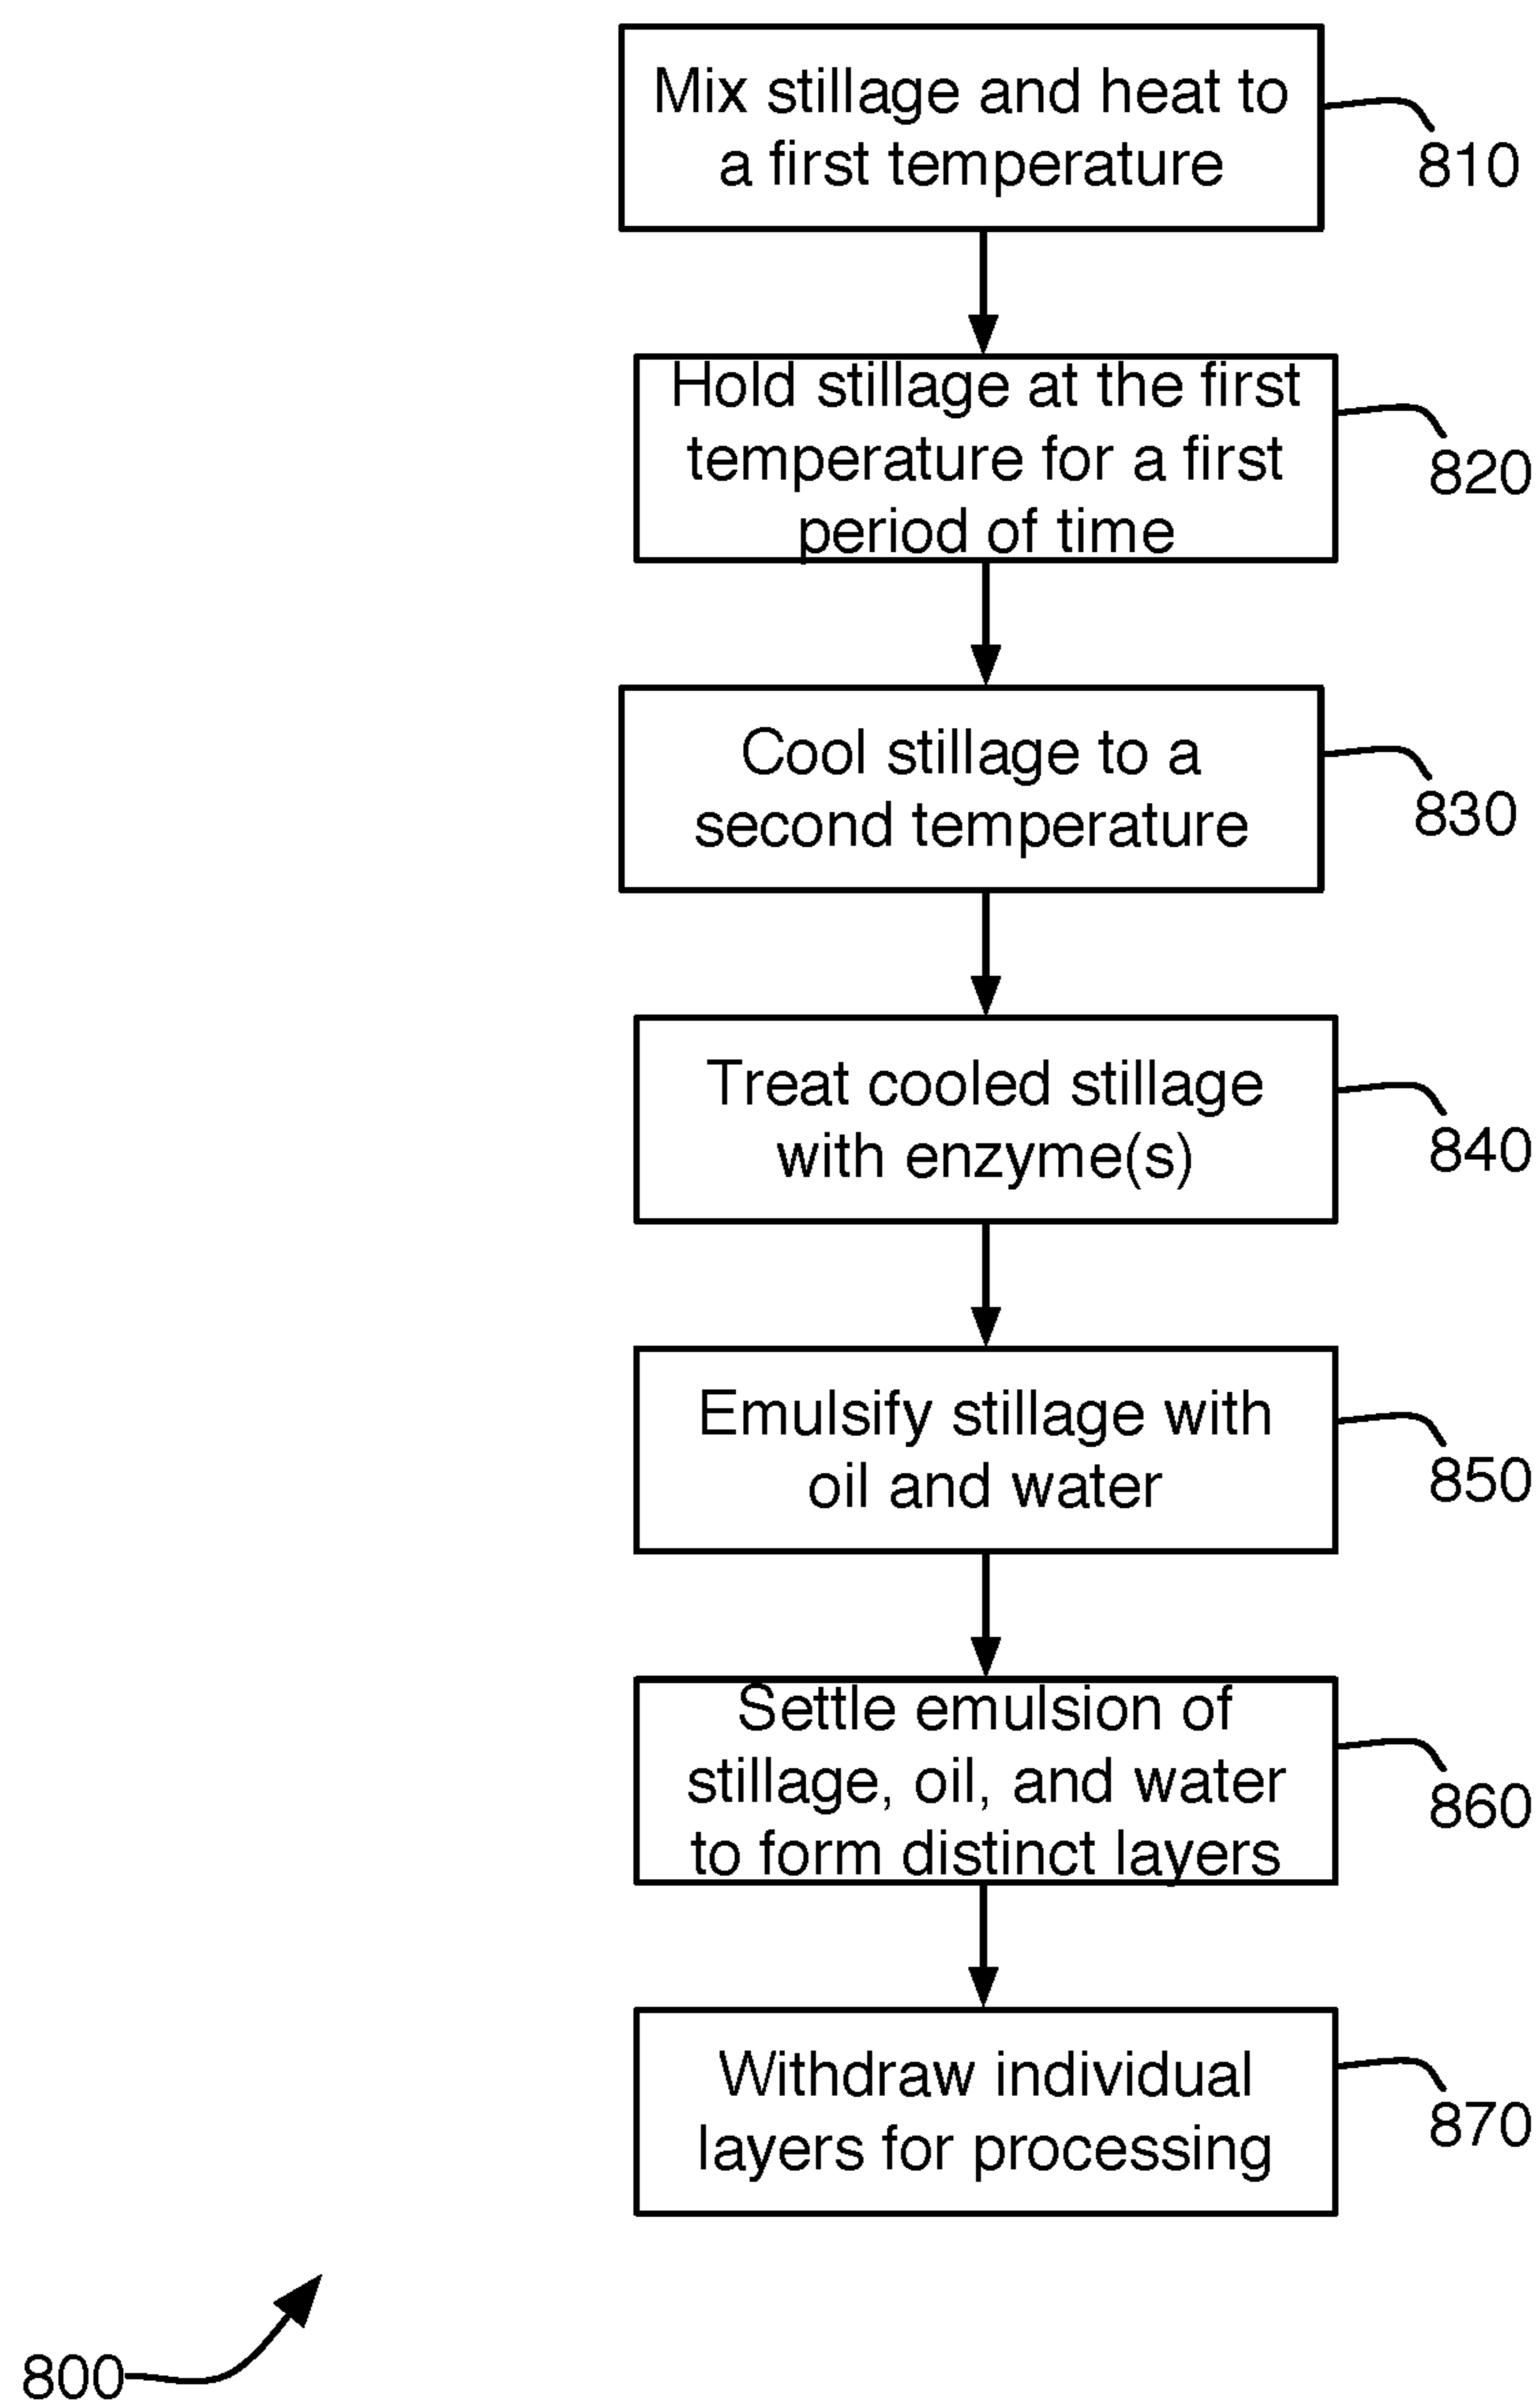 Mix stillage and heat to
a first temperature
810
Hold stillage at the first
temperature for a first
period of time
820
Cool stillage to a
second temperature
830
Treat cooled stillage
with enzyme(s)
840
Emulsify stillage with
oil and water
850
Settle emulsion of
stillage, oil, and water
to form distinct layers
860
Withdraw individual
layers for processing
870
800